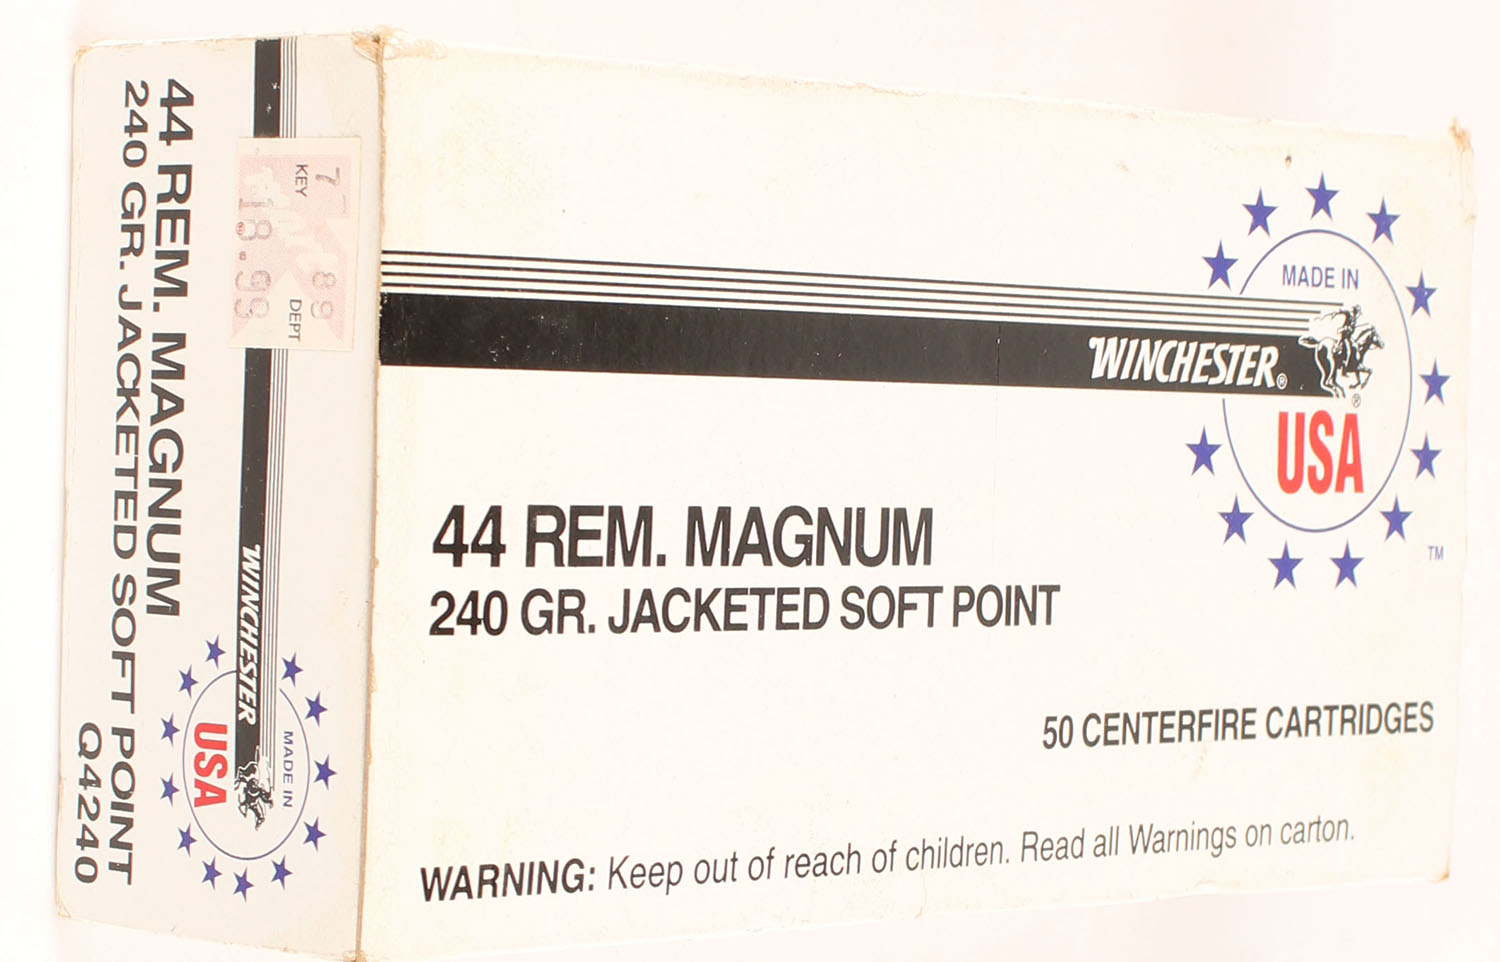 44 REM. MAGNUM
240 GR. JACKETED SOFT POINT
Q4240
7 89
KEY DEPT
18.99
WINCHESTER
MADE IN
USA
MADE IN
WINCHESTER®
®
USA
TM
44 REM. MAGNUM
240 GR. JACKETED SOFT POINT
50 CENTERFIRE CARTRIDGES
WARNING: Keep out of reach of children. Read all Warnings on carton.